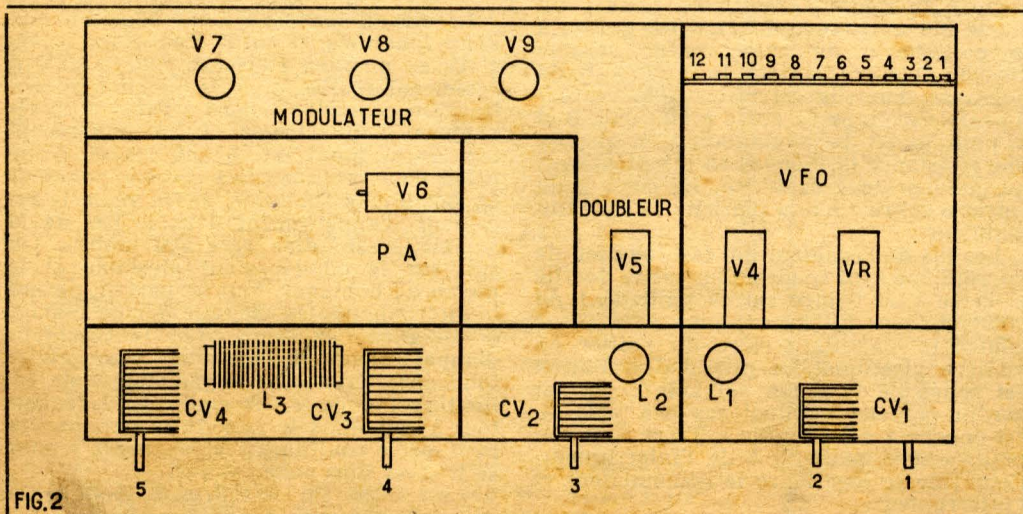 V7 V8 V9
12 11 10 9 8 7 6 5 4 3 2 1
MODULATEUR
V6
VFO
DOUBLEUR
PA
V5 V4 VR
CV4 L3 CV3 CV2 L2 L1 CV1
5 4 3 2 1
FIG.2